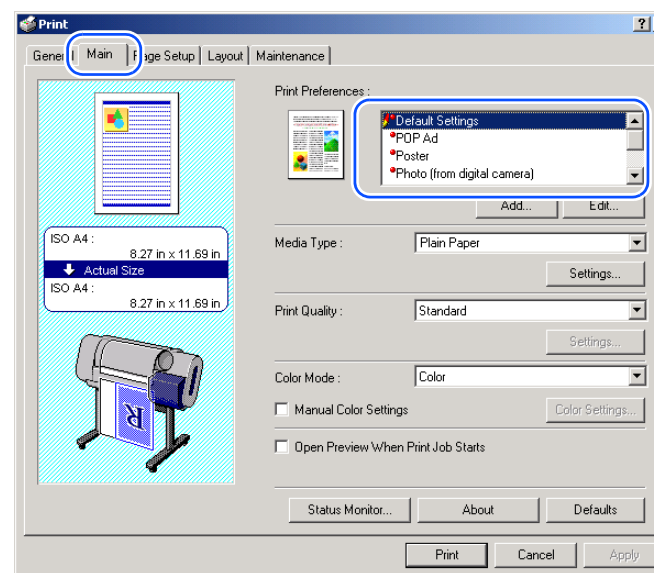 Print
General Main Page Setup Layout Maintenance
Print Preferences :
Default Settings
POP Ad
Poster
Photo (from digital camera)
Add... Edit...
ISO A4 :
8.27 in x 11.69 in
Actual Size
ISO A4 :
8.27 in x 11.69 in
Media Type : Plain Paper
Settings...
Print Quality : Standard
Settings...
Color Mode : Color
Manual Color Settings Color Settings...
Open Preview When Print Job Starts
R
Status Monitor... About Defaults
Print Cancel Apply